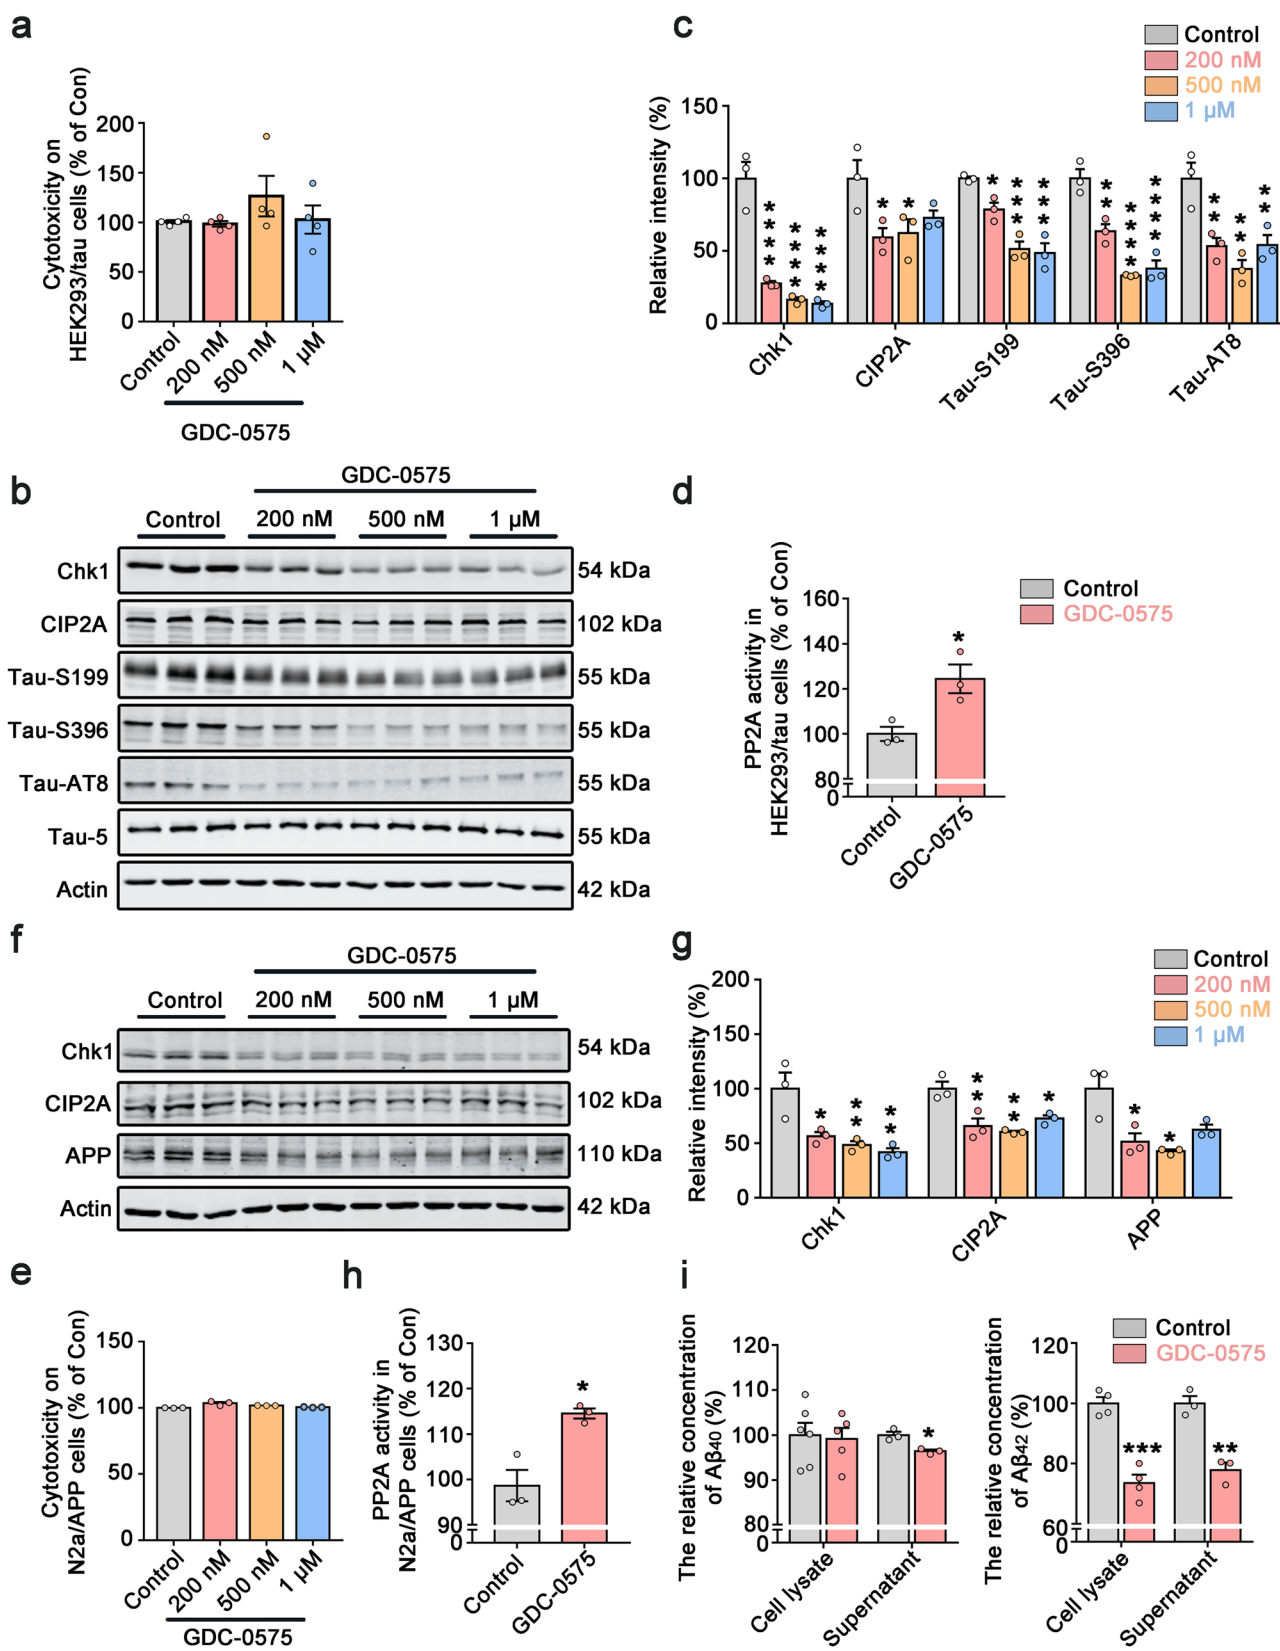 a
Cytotoxicity on
HEK293/tau cells (% of Con)
200
150
100
50
0
Control
200 nM
500 nM
1 µM
GDC-0575
c
Control
200 nM
500 nM
1 µM
Relative intensity (%)
150
100
50
0
****
****
****
*
*
*
***
***
**
****
****
**
**
**
Chk1
CIP2A
Tau-S199
Tau-S396
Tau-AT8
b
GDC-0575
Control 200 nM 500 nM 1 µM
Chk1 54 kDa
CIP2A 102 kDa
Tau-S199 55 kDa
Tau-S396 55 kDa
Tau-AT8 55 kDa
Tau-5 55 kDa
Actin 42 kDa
d
Control
GDC-0575
PP2A activity in
HEK293/tau cells (% of Con)
160
140
120
100
80
0
*
Control
GDC-0575
f
GDC-0575
Control 200 nM 500 nM 1 µM
Chk1 54 kDa
CIP2A 102 kDa
APP 110 kDa
Actin 42 kDa
g
Control
200 nM
500 nM
1 µM
Relative intensity (%)
200
150
100
50
0
*
**
**
**
**
*
*
*
Chk1
CIP2A
APP
e
Cytotoxicity on
N2a/APP cells (% of Con)
150
100
50
0
Control
200 nM
500 nM
1 µM
GDC-0575
h
PP2A activity in
N2a/APP cells (% of Con)
130
120
110
100
90
0
*
Control
GDC-0575
i
The relative concentration
of Aβ40 (%)
120
110
100
90
80
0
*
Cell lysate
Supernatant
Control
GDC-0575
The relative concentration
of Aβ42 (%)
120
100
80
60
0
***
**
Cell lysate
Supernatant